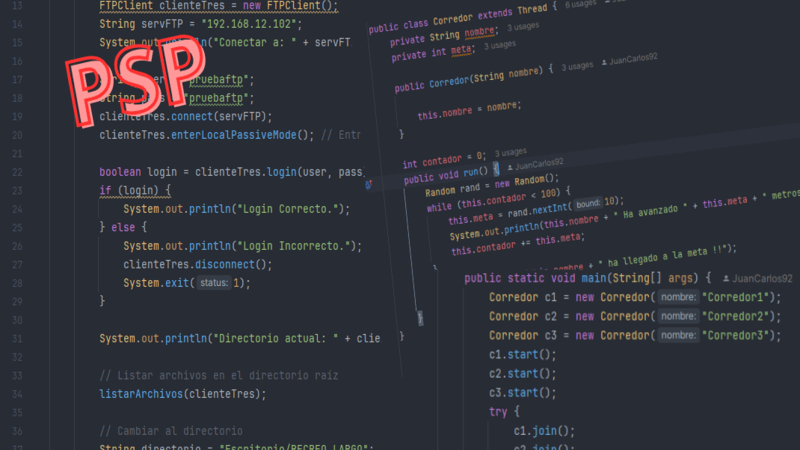 PSP
13 FTPClient clienteTres = new FTPClient();
14 String servFTP = "192.168.12.102";
15 System.out. ln("Conectar a: " + servFT
16
17 "pruebaftp";
18 "pruebaftp";
19 clienteTres.connect(servFTP);
20 clienteTres.enterLocalPassiveMode(); // Entr
21
22 boolean login = clienteTres.login(user, pass
23 if (login) {
24 System.out.println("Login Correcto.");
25 } else {
26 System.out.println("Login Incorrecto.");
27 clienteTres.disconnect();
28 System.exit( status: 1);
29 }
30
31 System.out.println("Directorio actual: " + clie
32
33 // Listar archivos en el directorio raiz
34 listarArchivos(clienteTres);
35
36 // Cambiar al directorio
37 String directorio = "Escritorio/RECREO_LARGO";
public class Corredor extends Thread { 6 usages
private String nombre; 3 usages
private int meta; 3 usages
public Corredor(String nombre) { 3 usages JuanCarlos92
this.nombre = nombre;
}
int contador = 0; 3 usages
public void run() { JuanCarlos92
Random rand = new Random();
while (this.contador < 100) {
this.meta = rand.nextInt( bound: 10);
System.out.println(this.nombre + " Ha avanzado " + this.meta + " metros
this.contador += this.meta;
}
nombre + " ha llegado a la meta !!");
}
}
public static void main(String[] args) { JuanCarlos92
Corredor c1 = new Corredor( nombre: "Corredor1");
Corredor c2 = new Corredor( nombre: "Corredor2");
Corredor c3 = new Corredor( nombre: "Corredor3");
c1.start();
c2.start();
c3.start();
try {
c1.join();
c2.join();